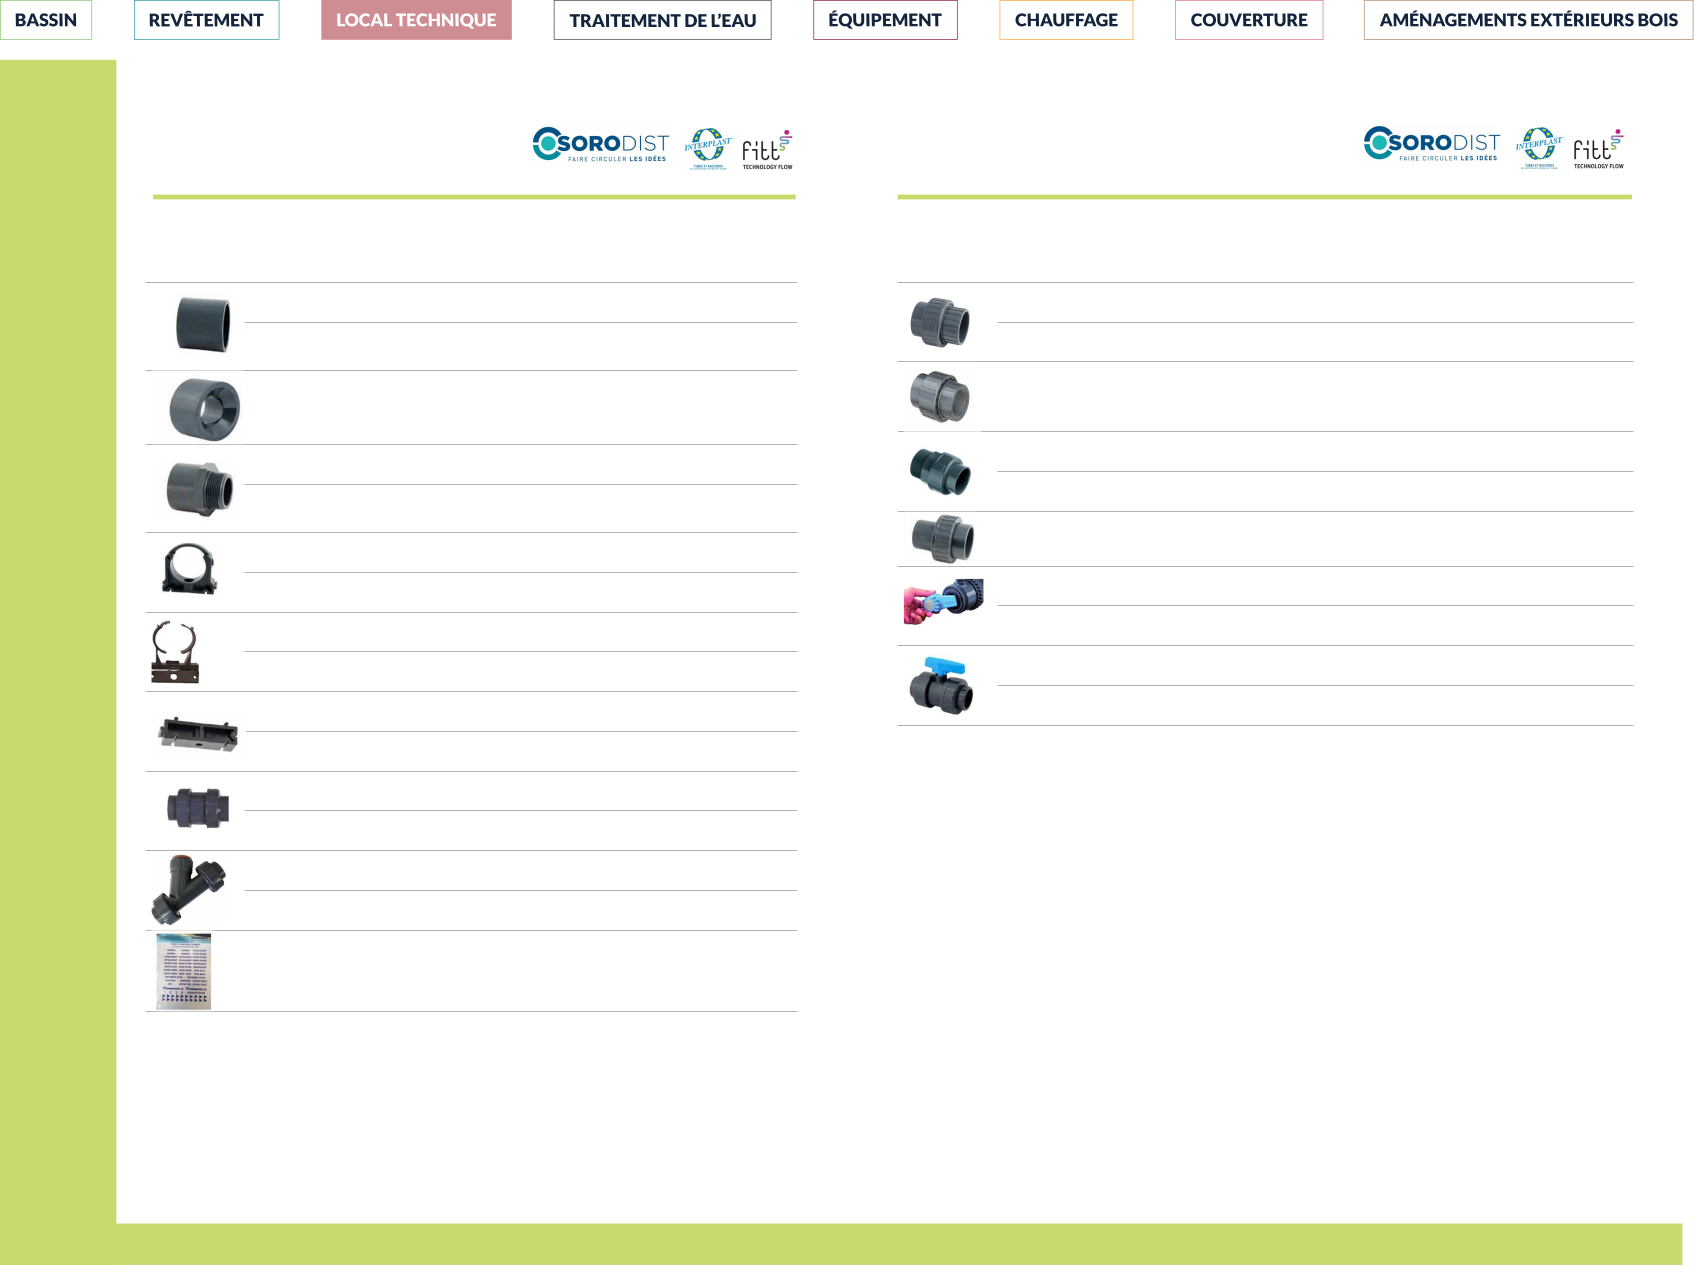 BASSIN
REVÊTEMENT
LOCAL TECHNIQUE
TRAITEMENT DE L’EAU
ÉQUIPEMENT
CHAUFFAGE
COUVERTURE
AMÉNAGEMENTS EXTÉRIEURS BOIS
SORODIST
FAIRE CIRCULER LES IDÉES
INTERPLAST
fitt
TECHNOLOGY FLOW
SORODIST
FAIRE CIRCULER LES IDÉES
INTERPLAST
fitt
TECHNOLOGY FLOW